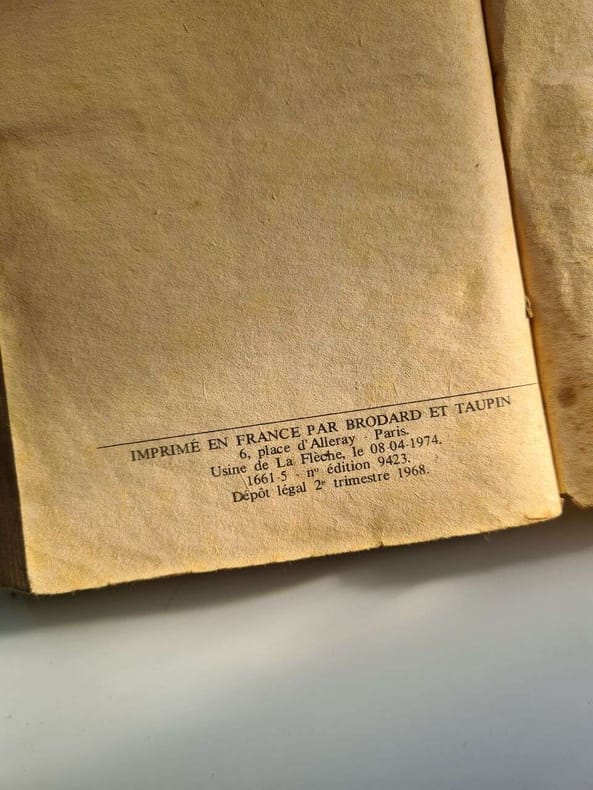 IMPRIMÉ EN FRANCE PAR BRODARD ET TAUPIN
6, place d'Alleray - Paris.
Usine de La Flèche, le 08-04-1974.
1661-5 - nº édition 9423.
Dépôt légal 2ᵉ trimestre 1968.